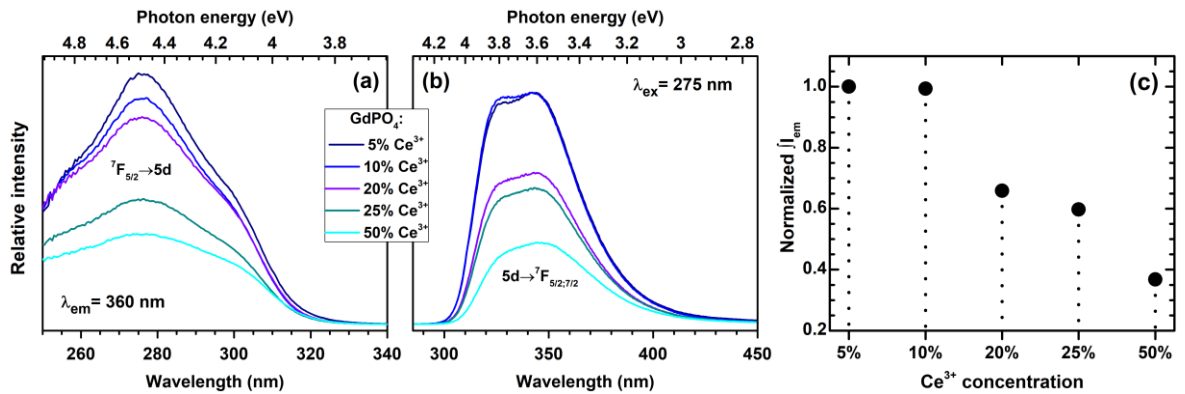 Photon energy (eV)
4.8 4.6 4.4 4.2 4 3.8
(a)
Relative intensity
⁷F₅/₂→5d
λem= 360 nm
260 280 300 320 340
Wavelength (nm)
GdPO₄:
5% Ce³⁺
10% Ce³⁺
20% Ce³⁺
25% Ce³⁺
50% Ce³⁺
Photon energy (eV)
4.2 4 3.8 3.6 3.4 3.2 3 2.8
(b)
λex= 275 nm
5d→⁷F₅/₂;₇/₂
300 350 400 450
Wavelength (nm)
(c)
Normalized ∫Iem
1.0
0.8
0.6
0.4
0.2
5% 10% 20% 25% 50%
Ce³⁺ concentration